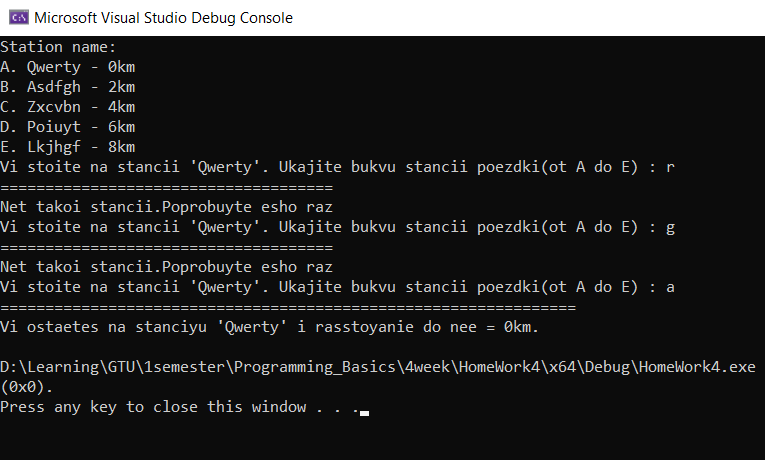 Microsoft Visual Studio Debug Console
Station name:
A. Qwerty - 0km
B. Asdfgh - 2km
C. Zxcvbn - 4km
D. Poiuyt - 6km
E. Lkjhgf - 8km
Vi stoite na stancii 'Qwerty'. Ukajite bukvu stancii poezdki(ot A do E) : r
=====================================
Net takoi stancii.Poprobuyte esho raz
Vi stoite na stancii 'Qwerty'. Ukajite bukvu stancii poezdki(ot A do E) : g
=====================================
Net takoi stancii.Poprobuyte esho raz
Vi stoite na stancii 'Qwerty'. Ukajite bukvu stancii poezdki(ot A do E) : a
================================================================
Vi ostaetes na stanciyu 'Qwerty' i rasstoyanie do nee = 0km.
D:\Learning\GTU\1semester\Programming_Basics\4week\HomeWork4\x64\Debug\HomeWork4.exe
(0x0).
Press any key to close this window . . .